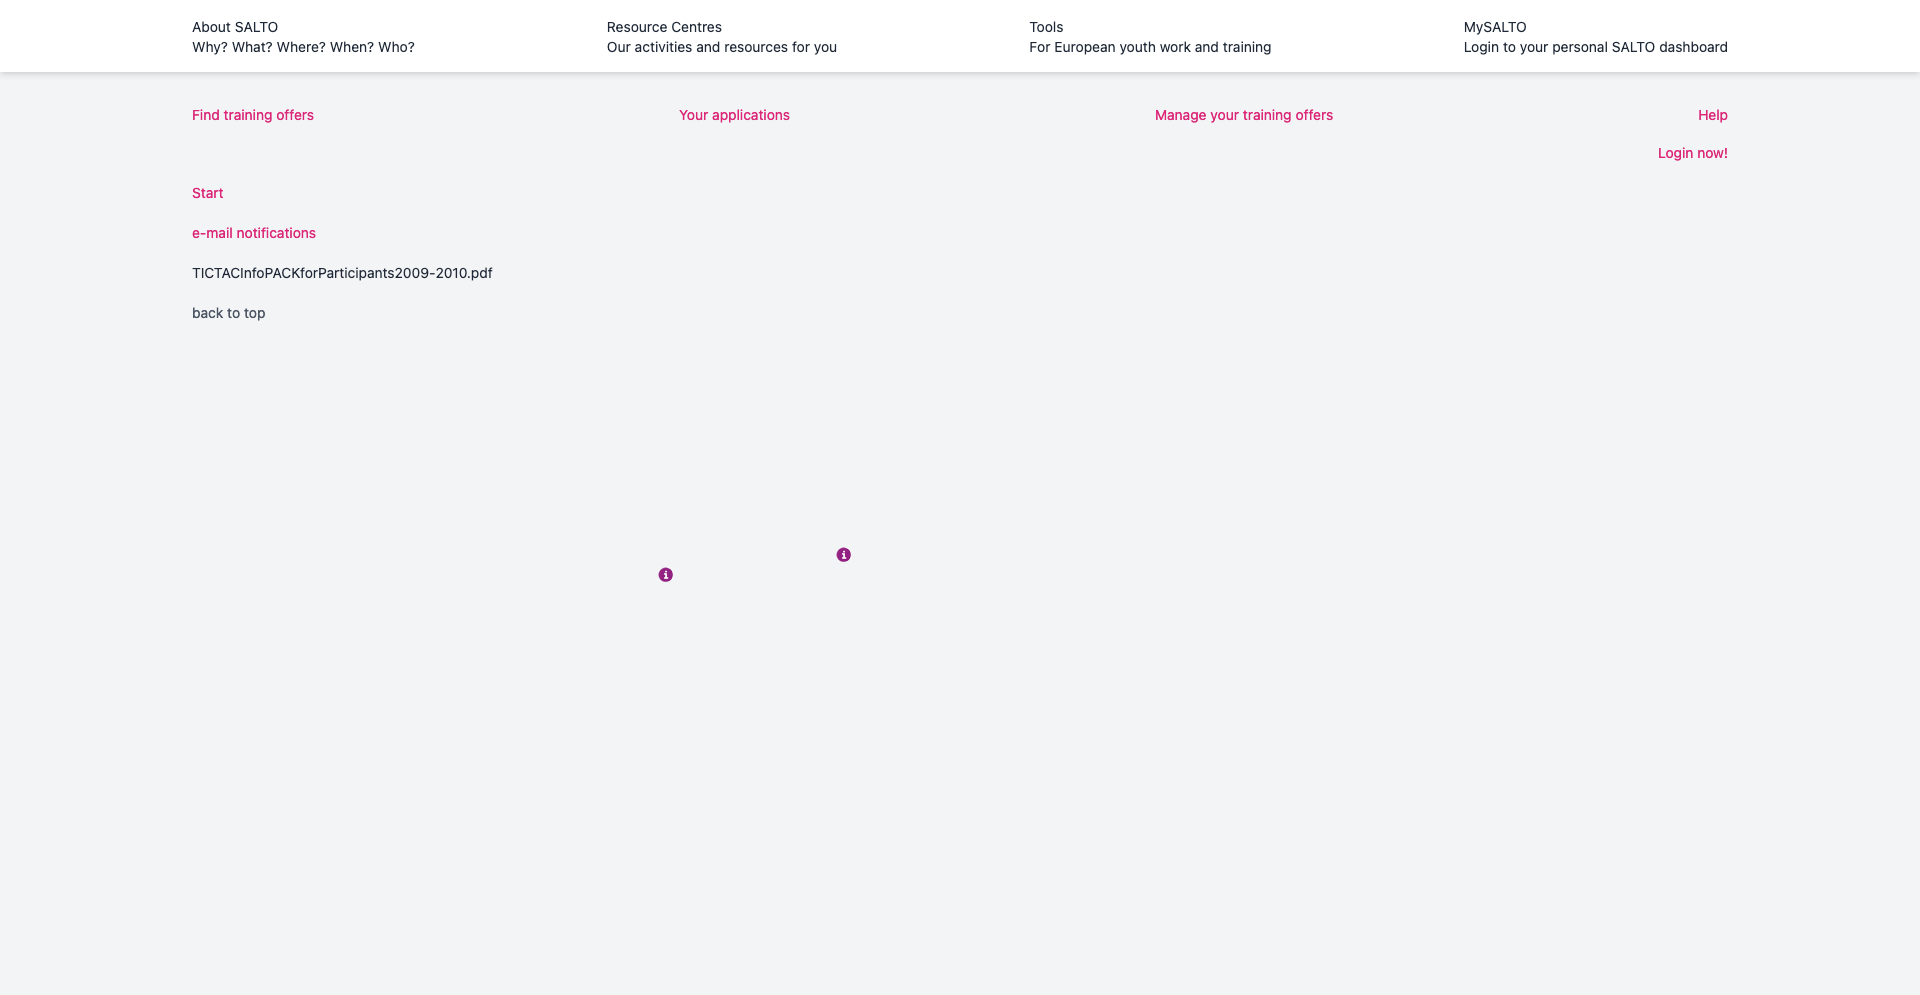 About SALTO
Why? What? Where? When? Who?
Resource Centres
Our activities and resources for you
Tools
For European youth work and training
MySALTO
Login to your personal SALTO dashboard
Find training offers
Your applications
Manage your training offers
Help
Login now!
Start
e-mail notifications
TICTACInfoPACKforParticipants2009-2010.pdf
back to top